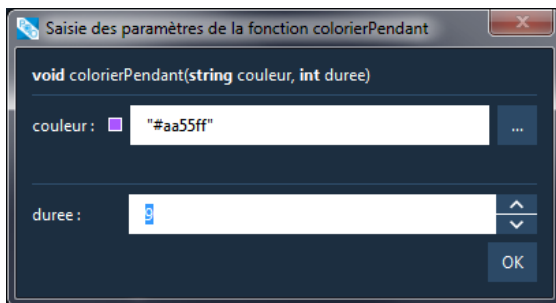 Saisie des paramètres de la fonction colorierPendant
void colorierPendant(string couleur, int duree)
couleur : "#aa55ff" ...
duree : 9
OK